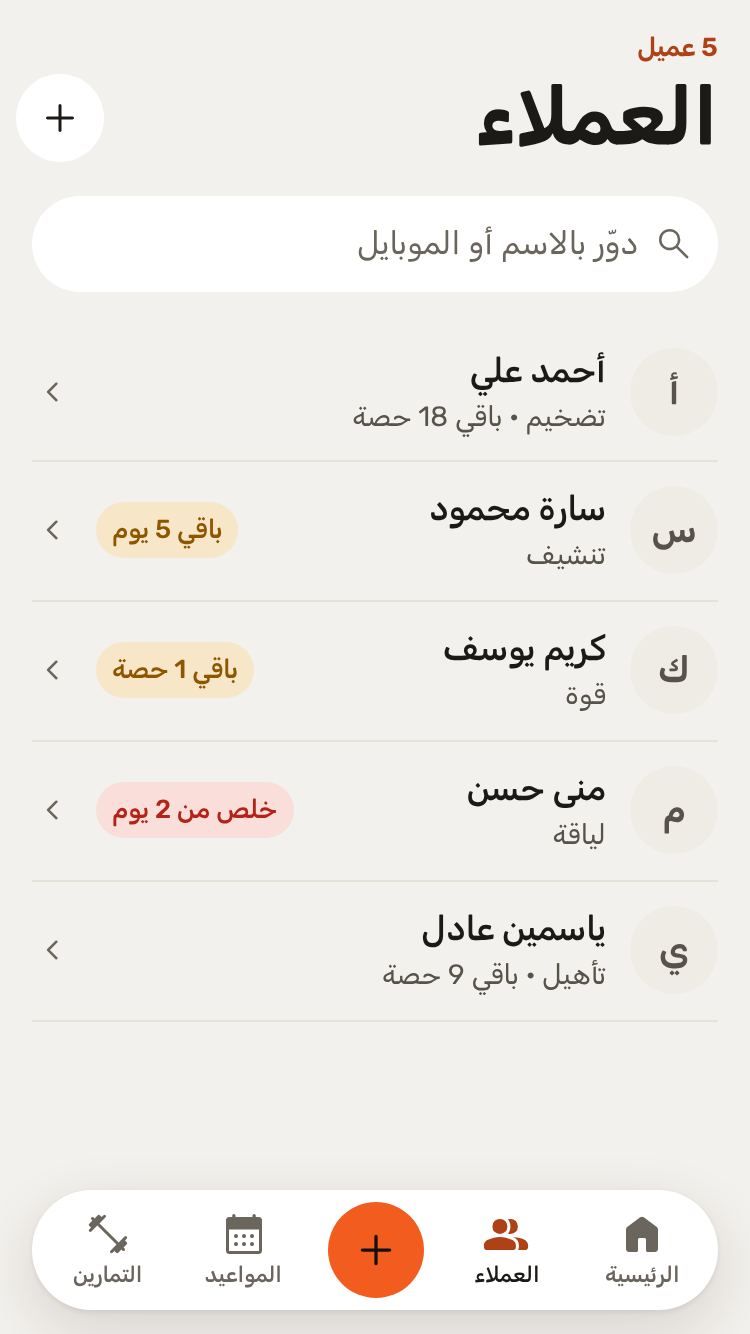 5 عميل
العملاء
دوّر بالاسم أو الموبايل
أ
أحمد علي
تضخيم • باقي 18 حصة
س
سارة محمود
تنشيف
باقي 5 يوم
ك
كريم يوسف
قوة
باقي 1 حصة
م
منى حسن
لياقة
خلص من 2 يوم
ي
ياسمين عادل
تأهيل • باقي 9 حصة
الرئيسية
العملاء
المواعيد
التمارين